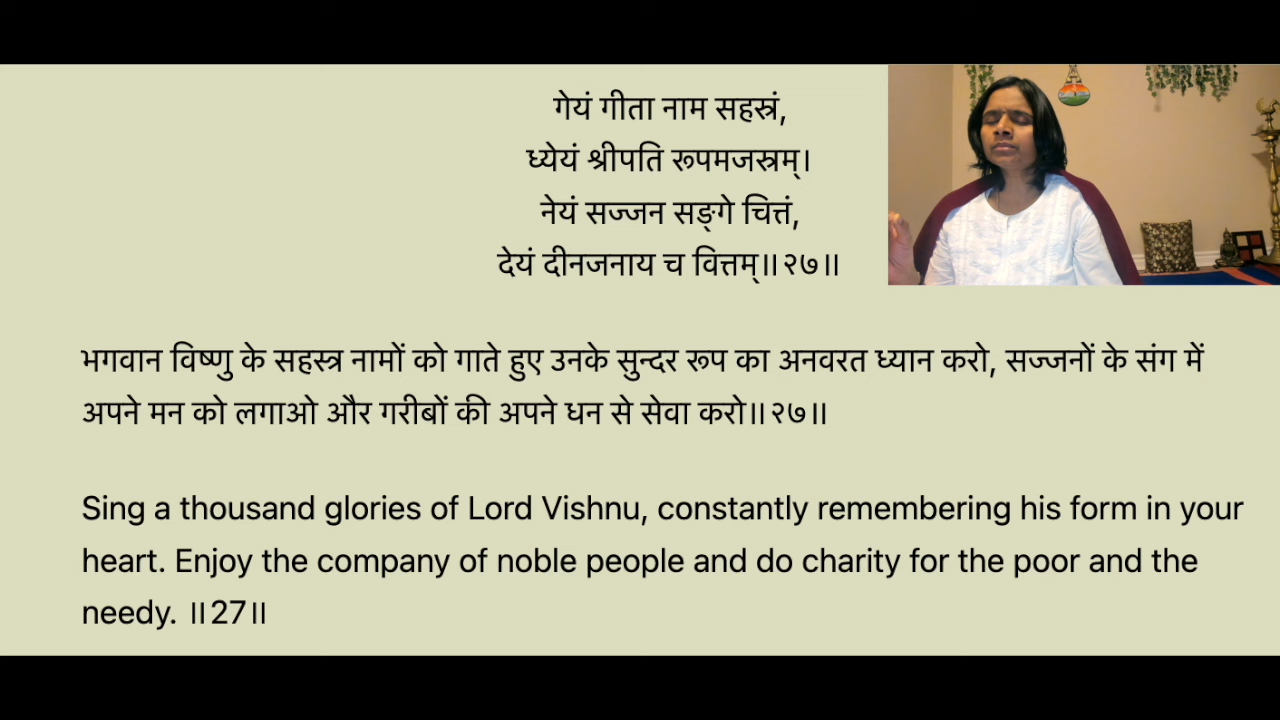 गेयं गीता नाम सहस्रं,
ध्येयं श्रीपति रूपमजस्रम्।
नेयं सज्जन सङ्गे चित्तं,
देयं दीनजनाय च वित्तम्॥२७॥
भगवान विष्णु के सहस्त्र नामों को गाते हुए उनके सुन्दर रूप का अनवरत ध्यान करो, सज्जनों के संग में
अपने मन को लगाओ और गरीबों की अपने धन से सेवा करो॥२७॥
Sing a thousand glories of Lord Vishnu, constantly remembering his form in your
heart. Enjoy the company of noble people and do charity for the poor and the
needy. ॥27॥